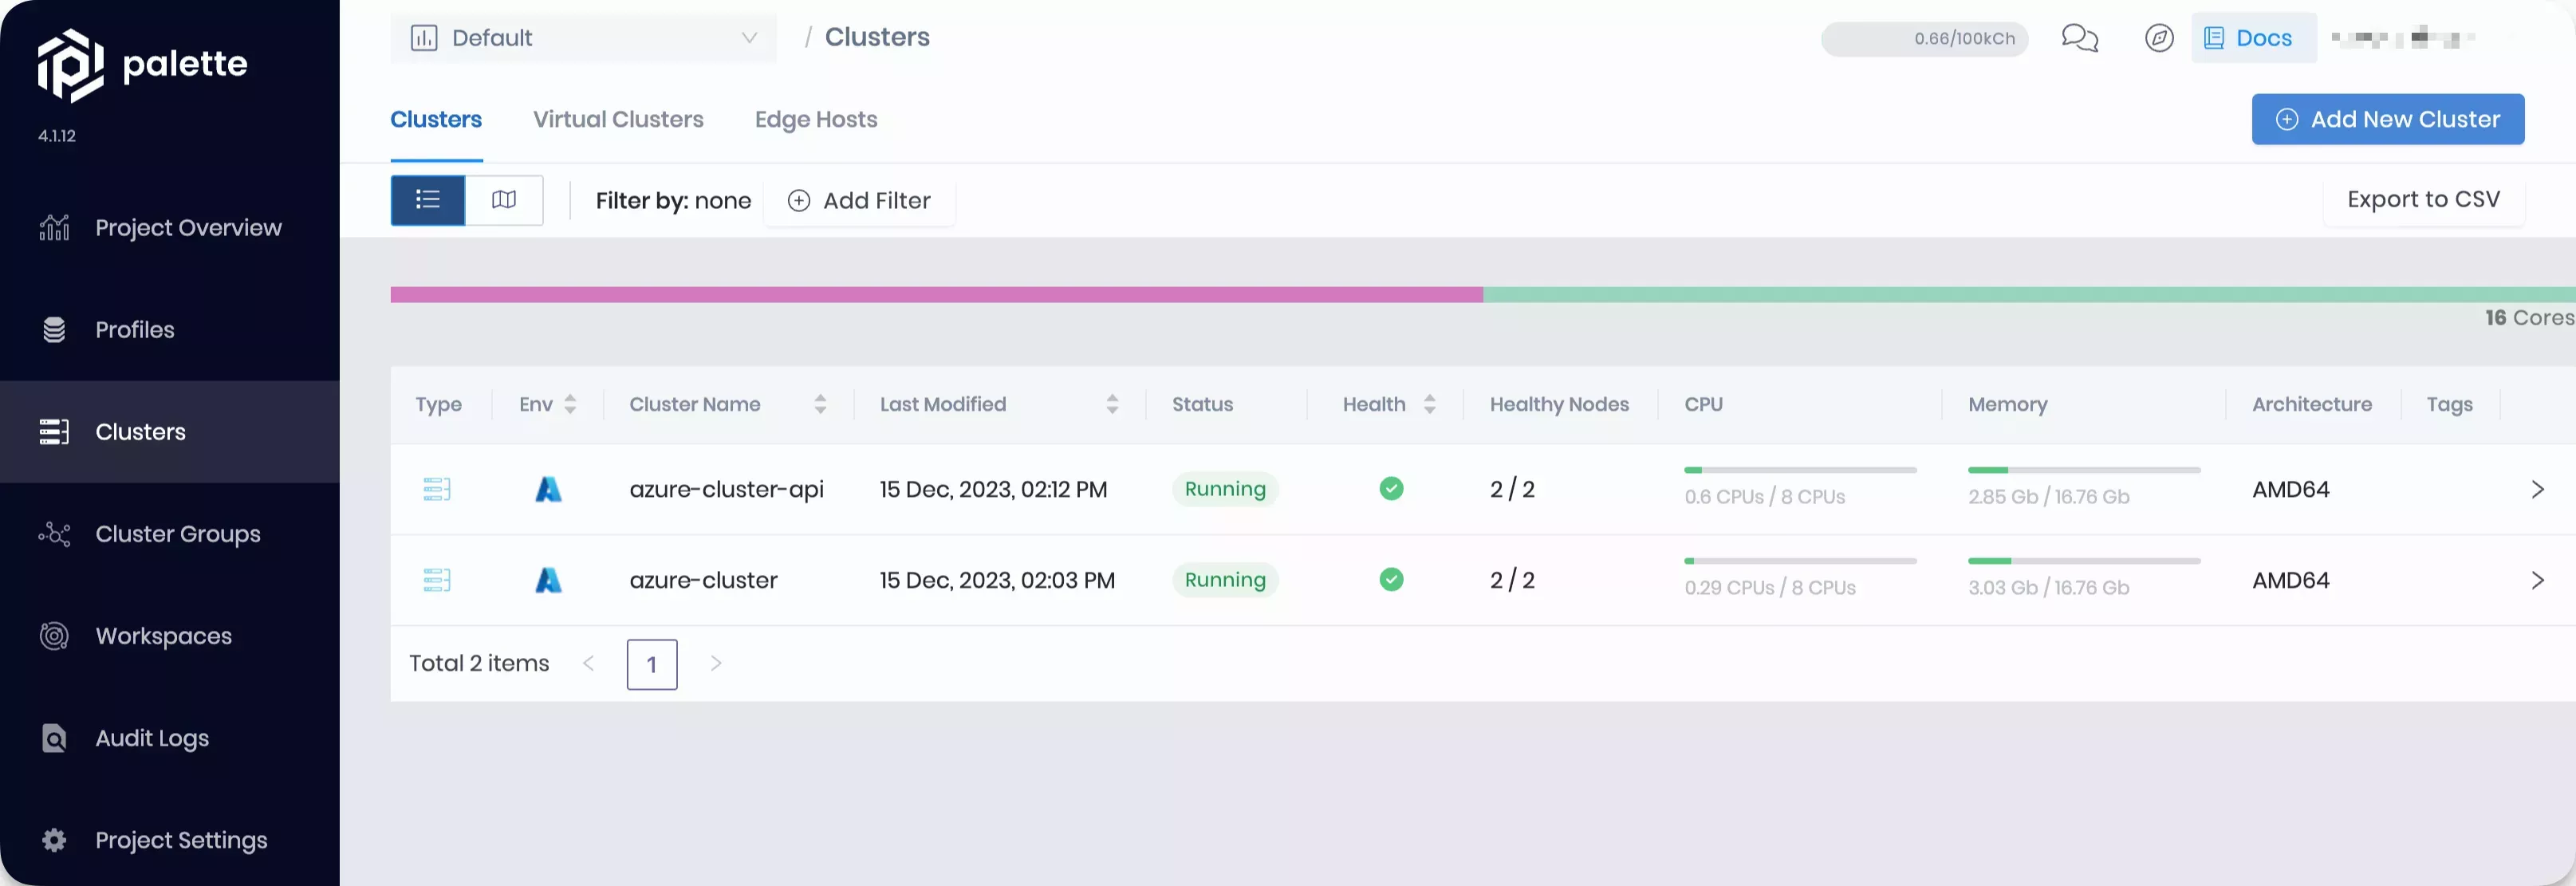 palette
4.1.12
Project Overview
Profiles
Clusters
Cluster Groups
Workspaces
Audit Logs
Project Settings
Default / Clusters 0.66/100kCh Docs
Clusters Virtual Clusters Edge Hosts Add New Cluster
Filter by: none Add Filter Export to CSV
16 Cores
Type Env Cluster Name Last Modified Status Health Healthy Nodes CPU Memory Architecture Tags
azure-cluster-api 15 Dec, 2023, 02:12 PM Running 2 / 2 0.6 CPUs / 8 CPUs 2.85 Gb / 16.76 Gb AMD64
azure-cluster 15 Dec, 2023, 02:03 PM Running 2 / 2 0.29 CPUs / 8 CPUs 3.03 Gb / 16.76 Gb AMD64
Total 2 items < 1 >